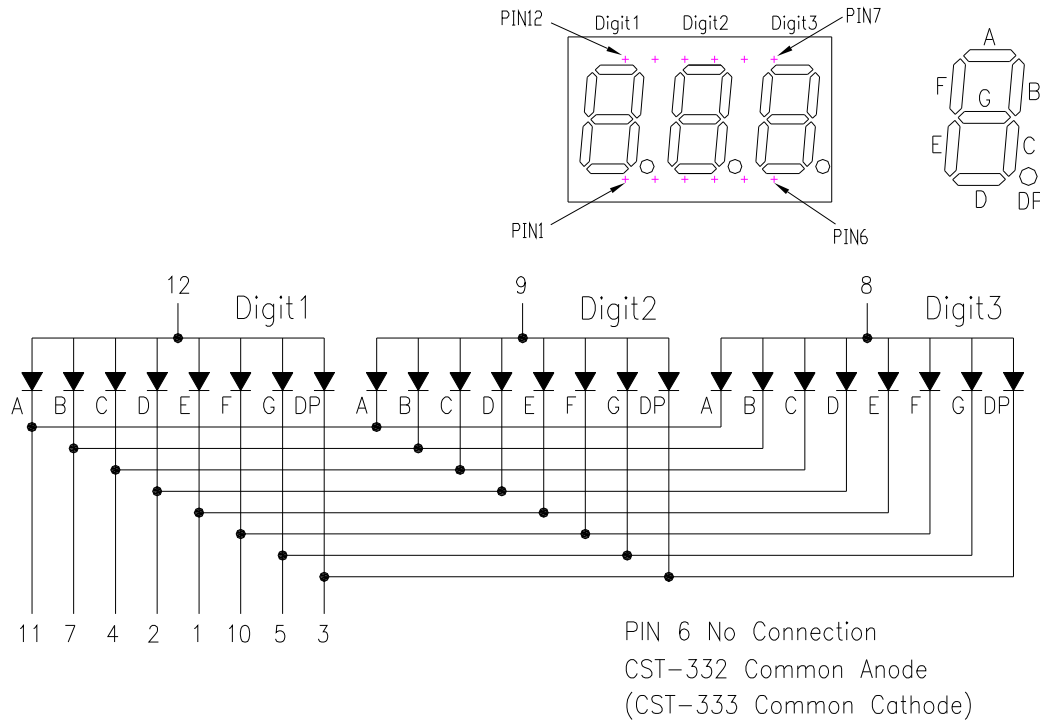 PIN12 Digit1 Digit2 Digit3 PIN7
A
F B
G
E C
D DP
PIN1 PIN6
12 Digit1 9 Digit2 8 Digit3
A B C D E F G DP A B C D E F G DP A B C D E F G DP
11 7 4 2 1 10 5 3
PIN 6 No Connection
CST-332 Common Anode
(CST-333 Common Cathode)